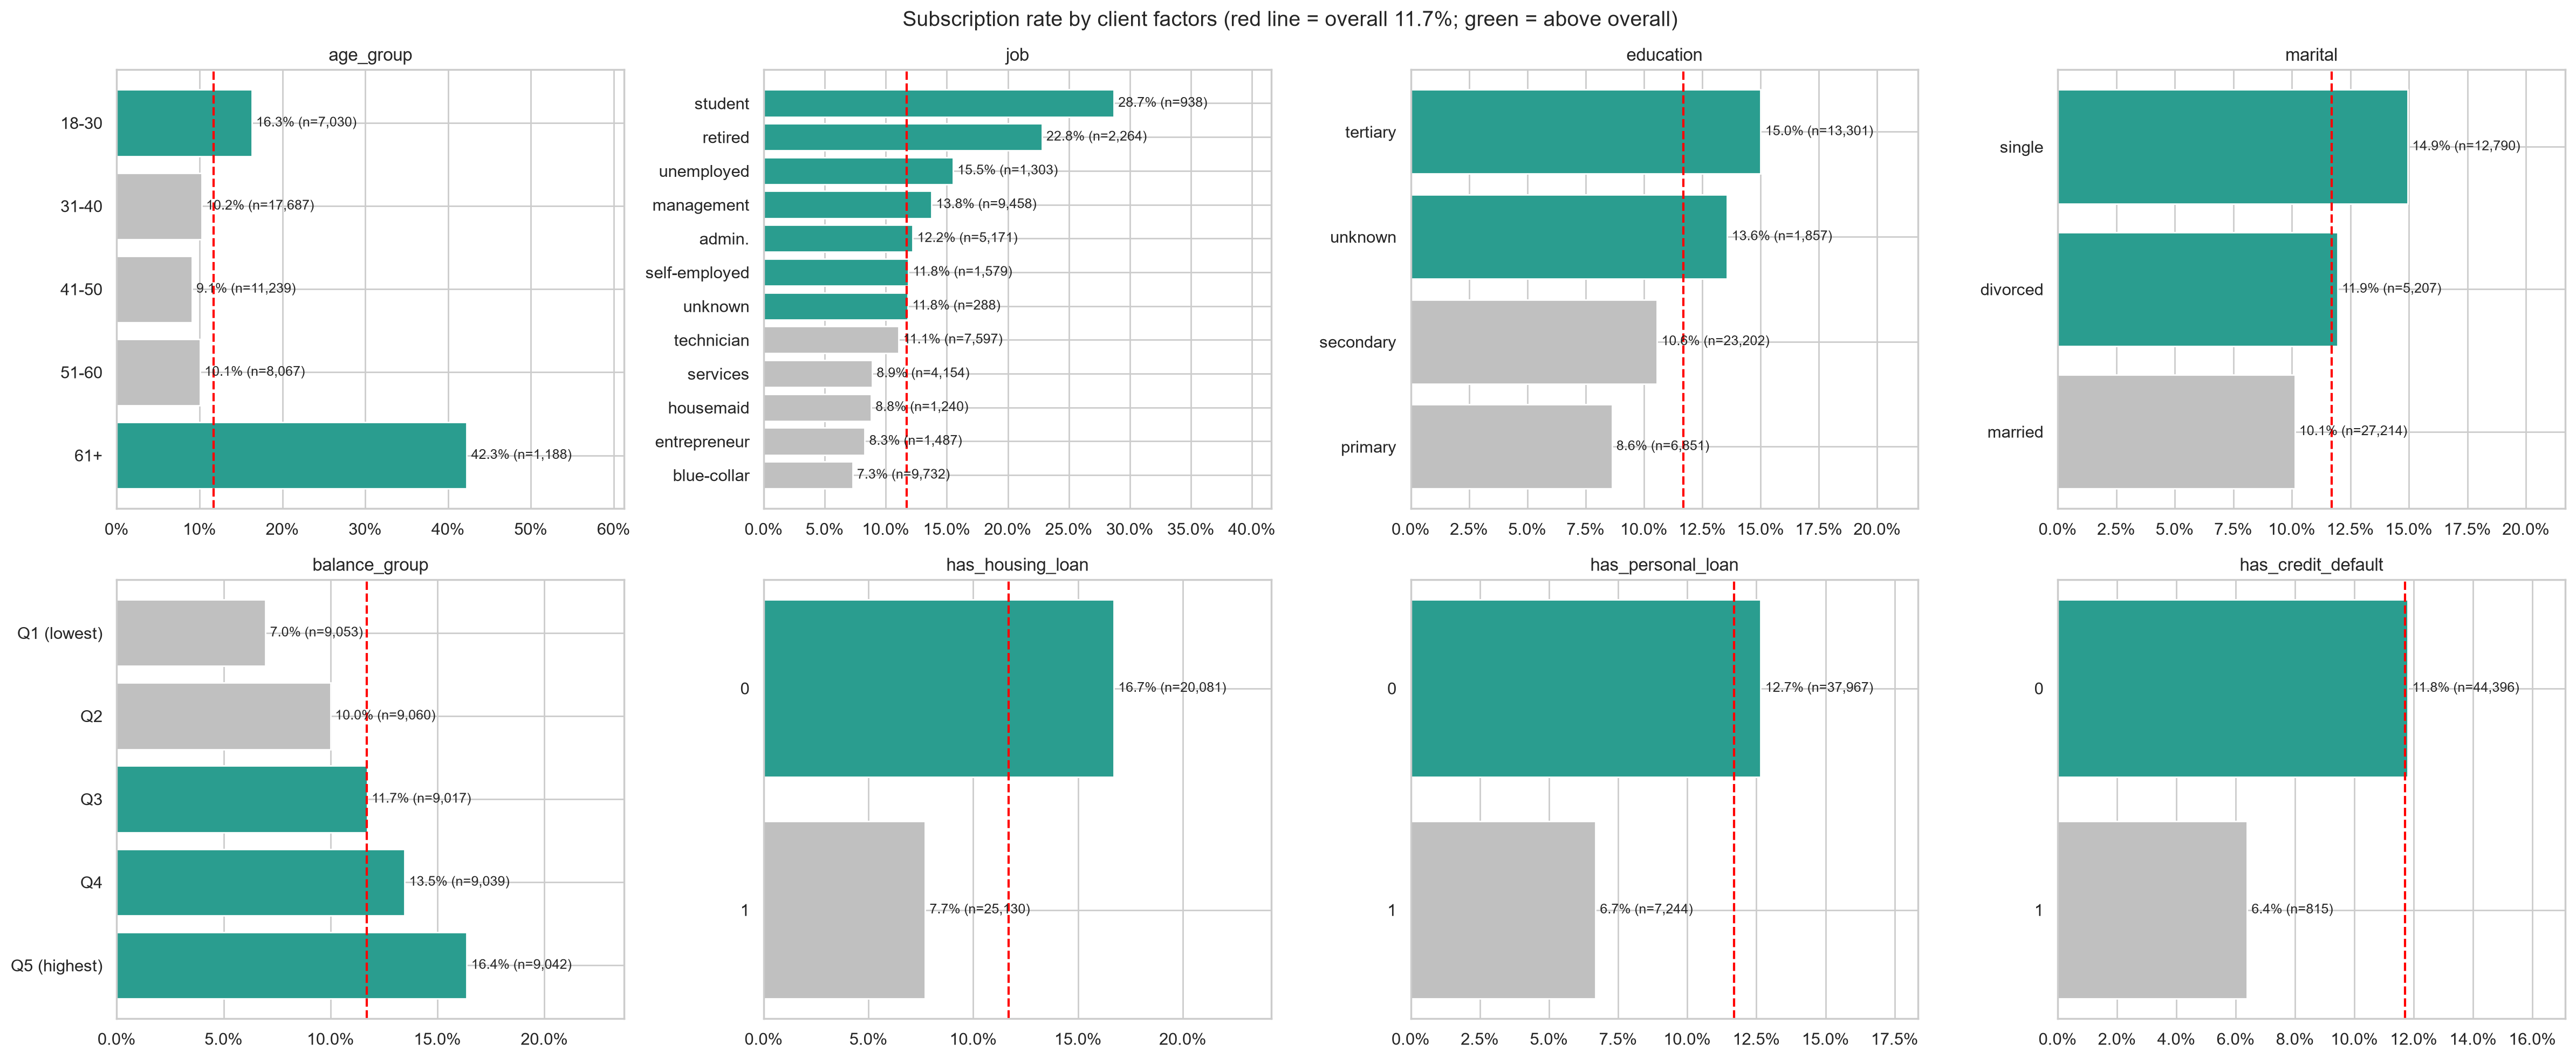 Subscription rate by client factors (red line = overall 11.7%; green = above overall)
age_group
18-30
16.3% (n=7,030)
31-40
10.2% (n=17,687)
41-50
9.1% (n=11,239)
51-60
10.1% (n=8,067)
61+
42.3% (n=1,188)
0% 10% 20% 30% 40% 50% 60%
job
student
28.7% (n=938)
retired
22.8% (n=2,264)
unemployed
15.5% (n=1,303)
management
13.8% (n=9,458)
admin.
12.2% (n=5,171)
self-employed
11.8% (n=1,579)
unknown
11.8% (n=288)
technician
11.1% (n=7,597)
services
8.9% (n=4,154)
housemaid
8.8% (n=1,240)
entrepreneur
8.3% (n=1,487)
blue-collar
7.3% (n=9,732)
0.0% 5.0% 10.0% 15.0% 20.0% 25.0% 30.0% 35.0% 40.0%
education
tertiary
15.0% (n=13,301)
unknown
13.6% (n=1,857)
secondary
10.6% (n=23,202)
primary
8.6% (n=6,851)
0.0% 2.5% 5.0% 7.5% 10.0% 12.5% 15.0% 17.5% 20.0%
marital
single
14.9% (n=12,790)
divorced
11.9% (n=5,207)
married
10.1% (n=27,214)
0.0% 2.5% 5.0% 7.5% 10.0% 12.5% 15.0% 17.5% 20.0%
balance_group
Q1 (lowest)
7.0% (n=9,053)
Q2
10.0% (n=9,060)
Q3
11.7% (n=9,017)
Q4
13.5% (n=9,039)
Q5 (highest)
16.4% (n=9,042)
0.0% 5.0% 10.0% 15.0% 20.0%
has_housing_loan
0
16.7% (n=20,081)
1
7.7% (n=25,130)
0.0% 5.0% 10.0% 15.0% 20.0%
has_personal_loan
0
12.7% (n=37,967)
1
6.7% (n=7,244)
0.0% 2.5% 5.0% 7.5% 10.0% 12.5% 15.0% 17.5%
has_credit_default
0
11.8% (n=44,396)
1
6.4% (n=815)
0.0% 2.0% 4.0% 6.0% 8.0% 10.0% 12.0% 14.0% 16.0%